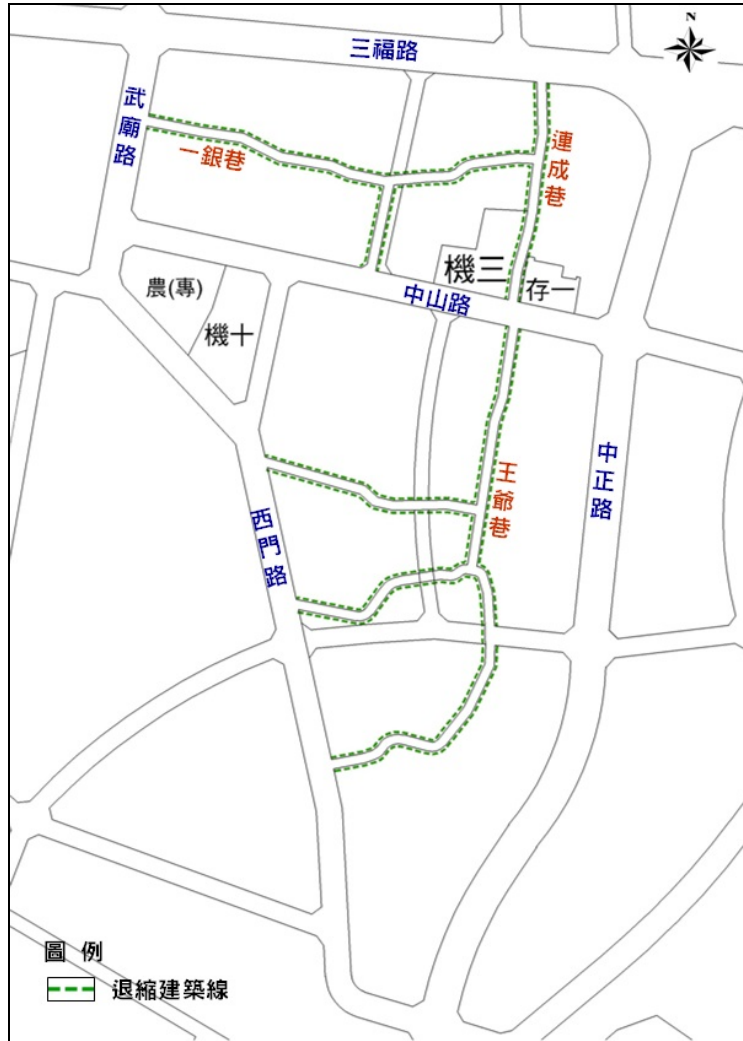 N
三福路
武廟路
一銀巷
連成巷
機三
存一
農(專)
機十
中山路
中正路
王爺巷
西門路
圖 例
退縮建築線